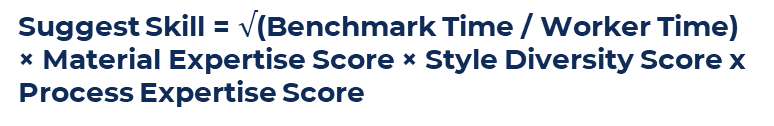 Suggest Skill = √(Benchmark Time / Worker Time)
× Material Expertise Score × Style Diversity Score x
Process Expertise Score